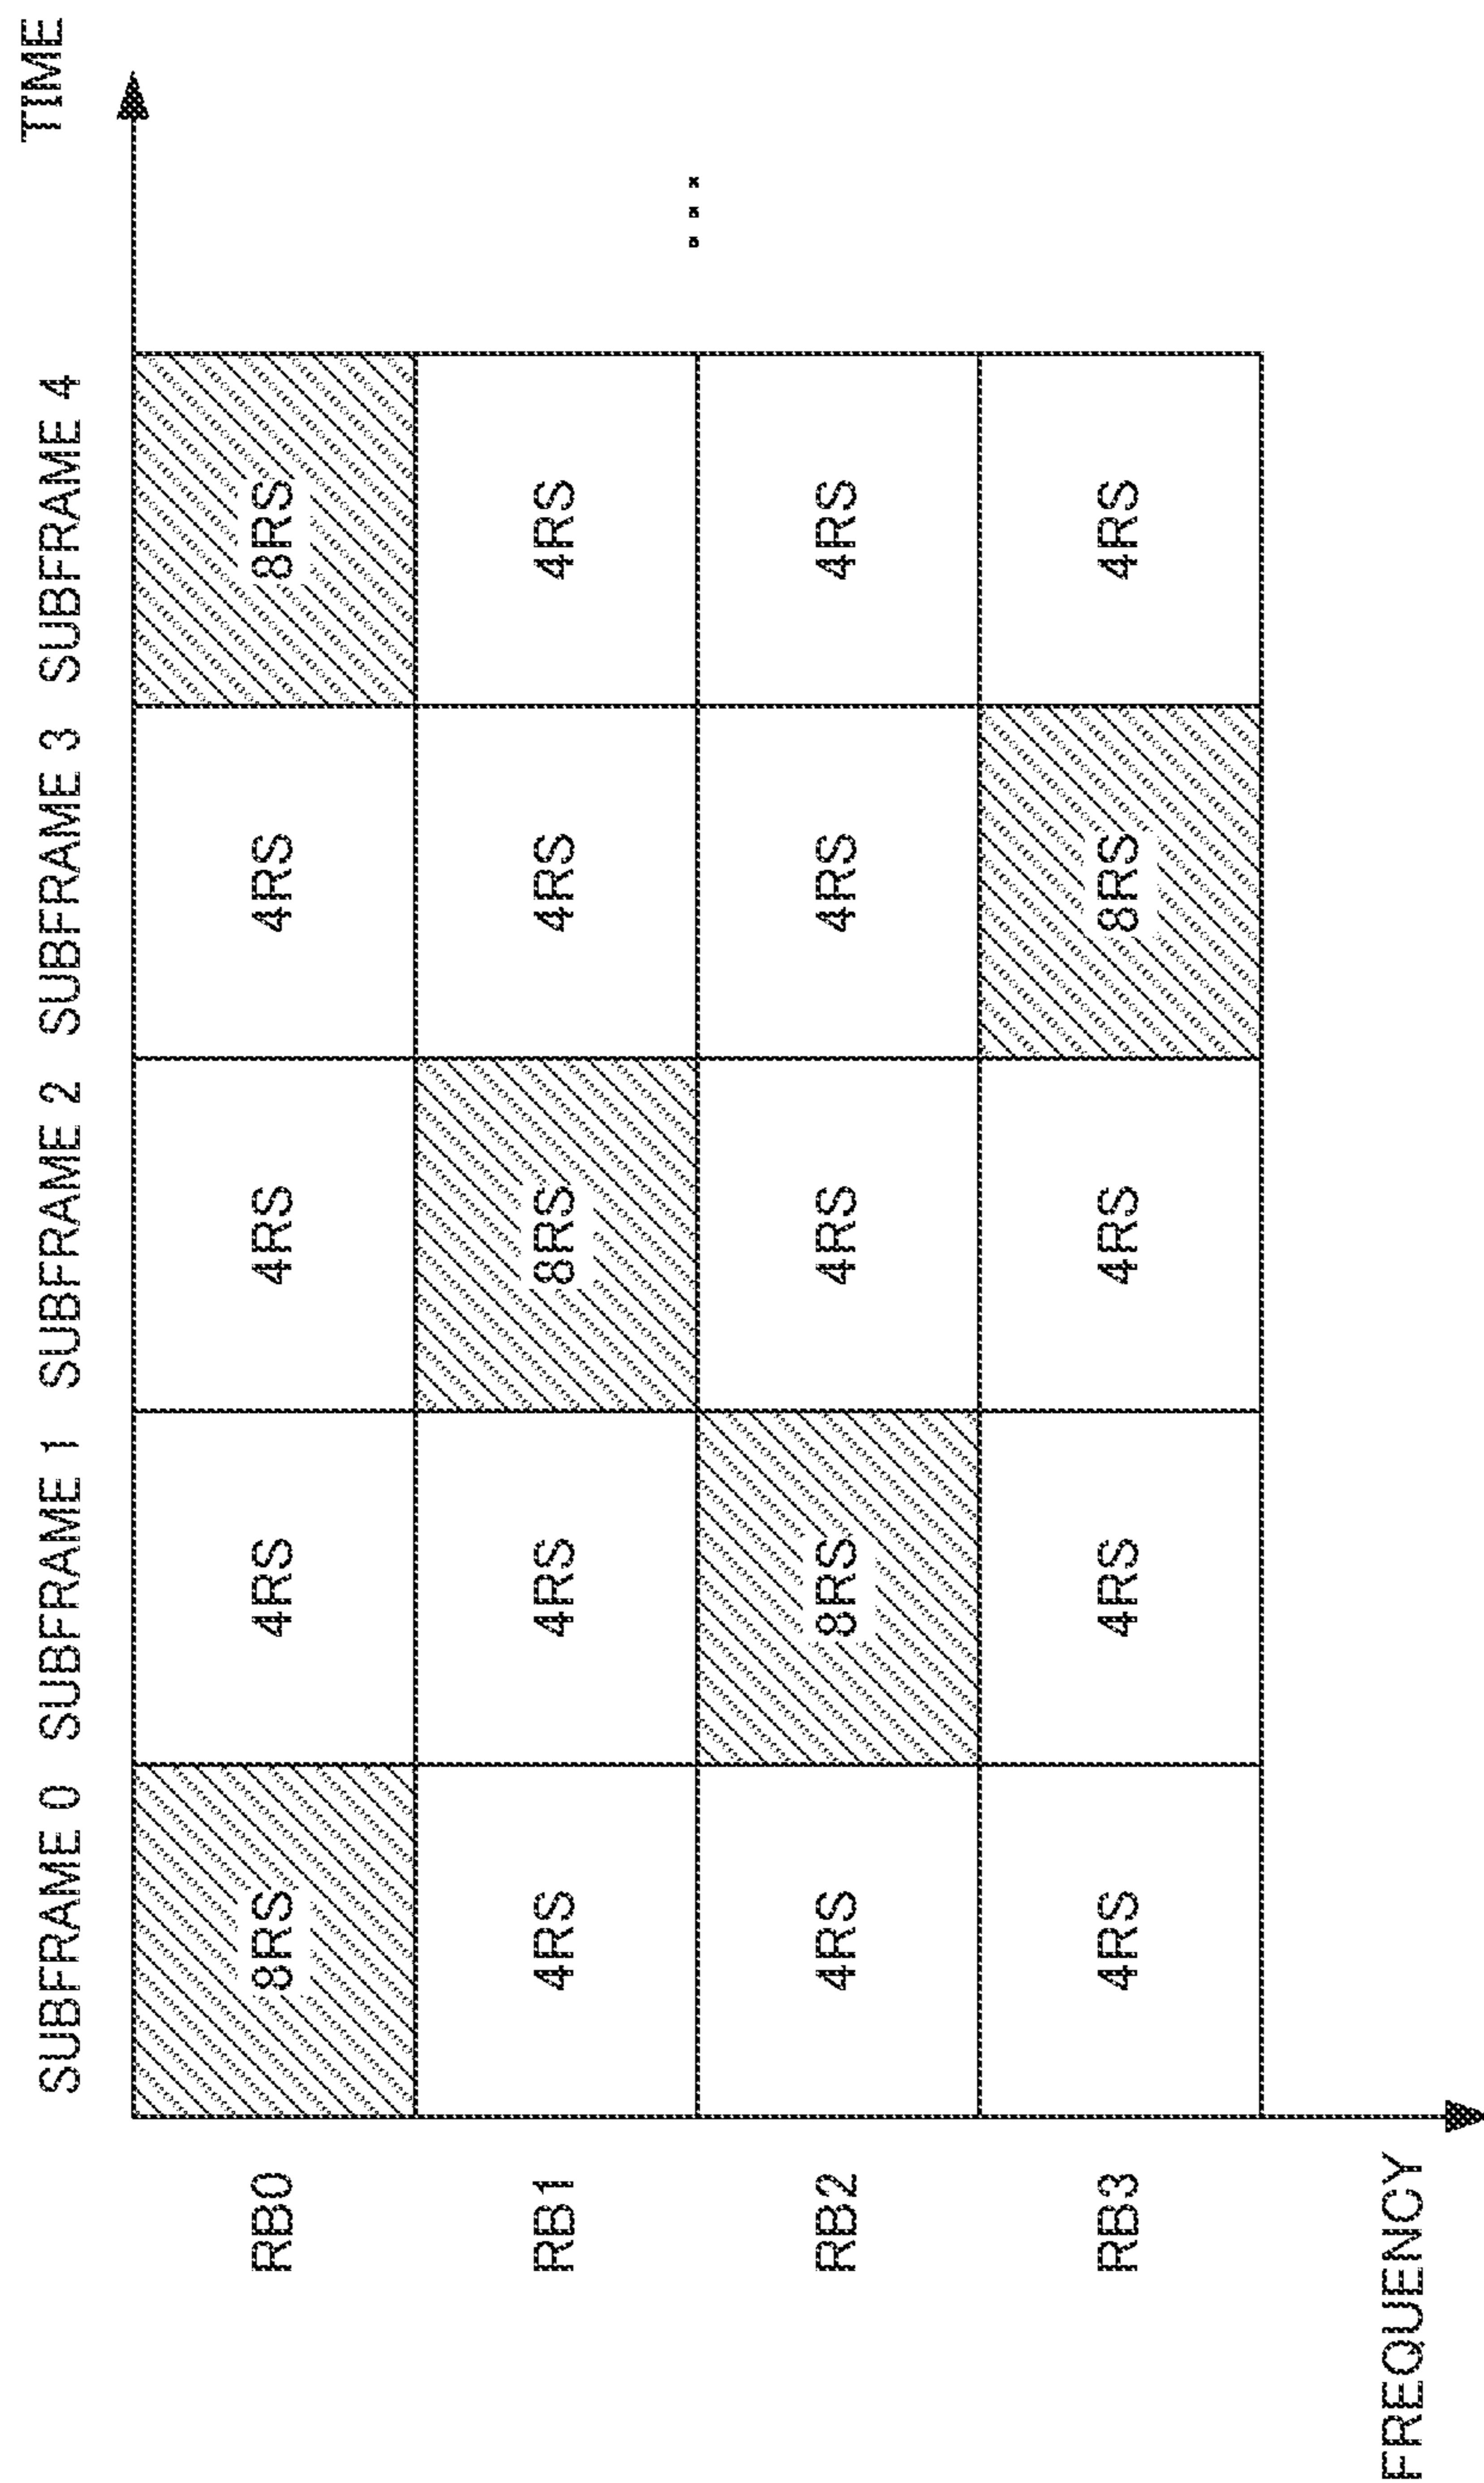 TIME
SUBFRAME 0 SUBFRAME 1 SUBFRAME 2 SUBFRAME 3 SUBFRAME 4
RB0 8RS 4RS 4RS 4RS 8RS
RB1 4RS 4RS 8RS 4RS 4RS
RB2 4RS 8RS 4RS 4RS 4RS
RB3 4RS 4RS 4RS 8RS 4RS
FREQUENCY